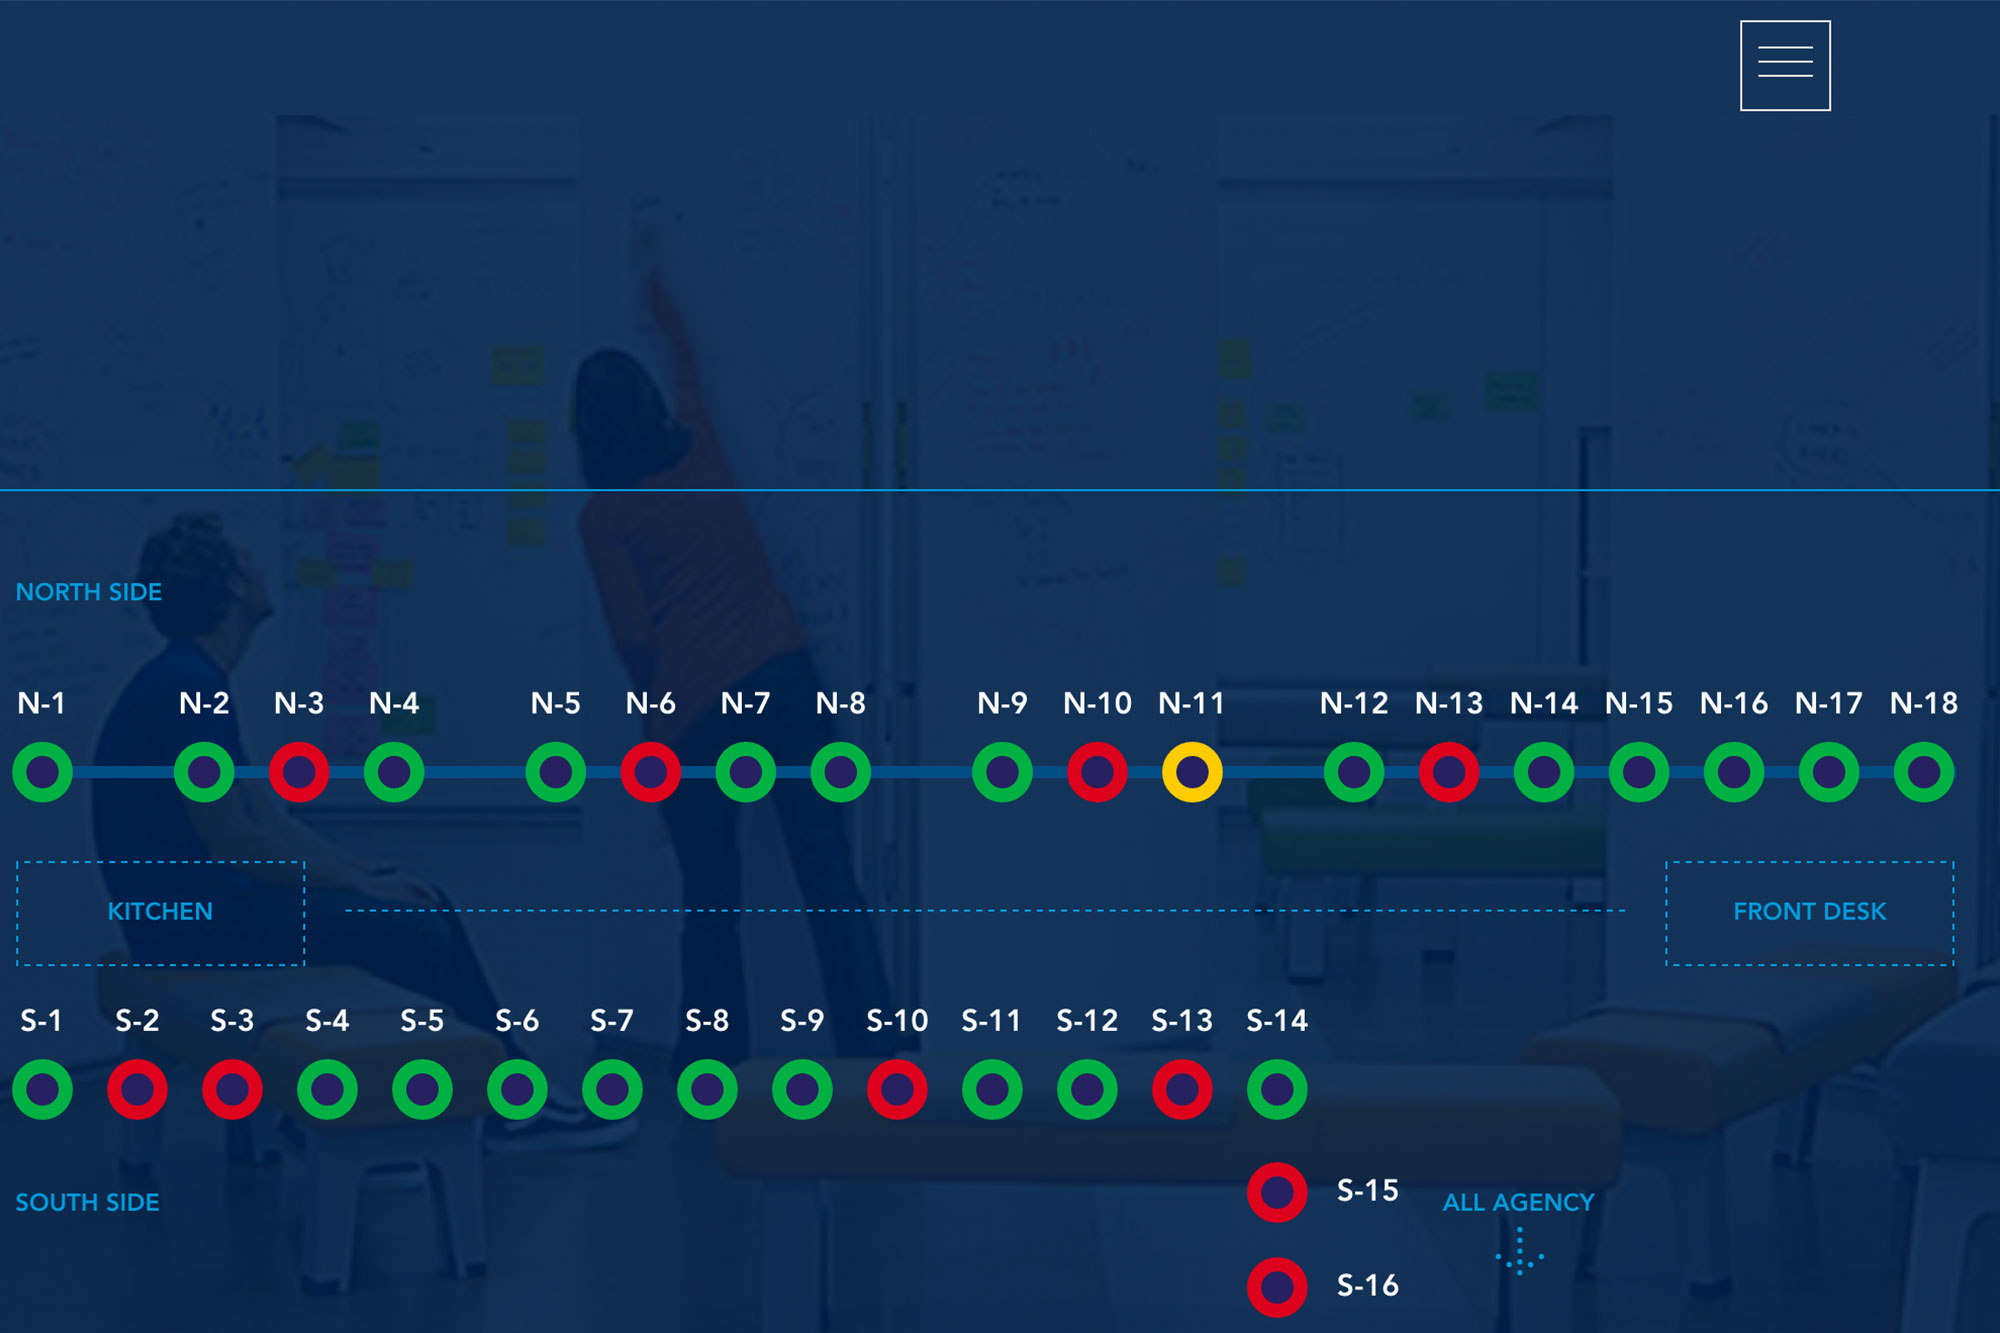 NORTH SIDE
N-1 N-2 N-3 N-4 N-5 N-6 N-7 N-8 N-9 N-10 N-11 N-12 N-13 N-14 N-15 N-16 N-17 N-18
KITCHEN FRONT DESK
S-1 S-2 S-3 S-4 S-5 S-6 S-7 S-8 S-9 S-10 S-11 S-12 S-13 S-14
S-15
SOUTH SIDE ALL AGENCY
S-16